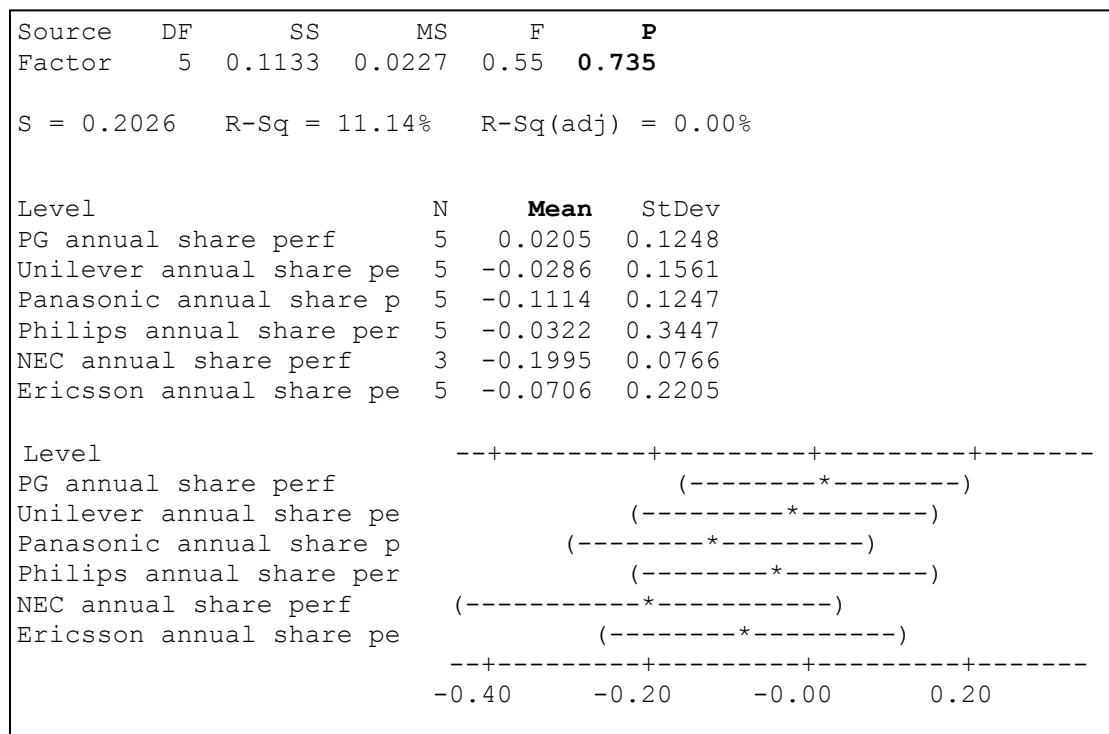 Source   DF      SS      MS     F      P
Factor    5  0.1133  0.0227  0.55  0.735
S = 0.2026   R-Sq = 11.14%   R-Sq(adj) = 0.00%
Level                     N     Mean   StDev
PG annual share perf      5   0.0205  0.1248
Unilever annual share pe  5  -0.0286  0.1561
Panasonic annual share p  5  -0.1114  0.1247
Philips annual share per  5  -0.0322  0.3447
NEC annual share perf     3  -0.1995  0.0766
Ericsson annual share pe  5  -0.0706  0.2205
Level                       --+---------+---------+---------+-------
PG annual share perf                      (--------*--------)
Unilever annual share pe               (---------*--------)
Panasonic annual share p           (--------*---------)
Philips annual share per               (--------*---------)
NEC annual share perf       (-----------*-----------)
Ericsson annual share pe             (--------*---------)
                           --+---------+---------+---------+-------
                          -0.40     -0.20     -0.00      0.20